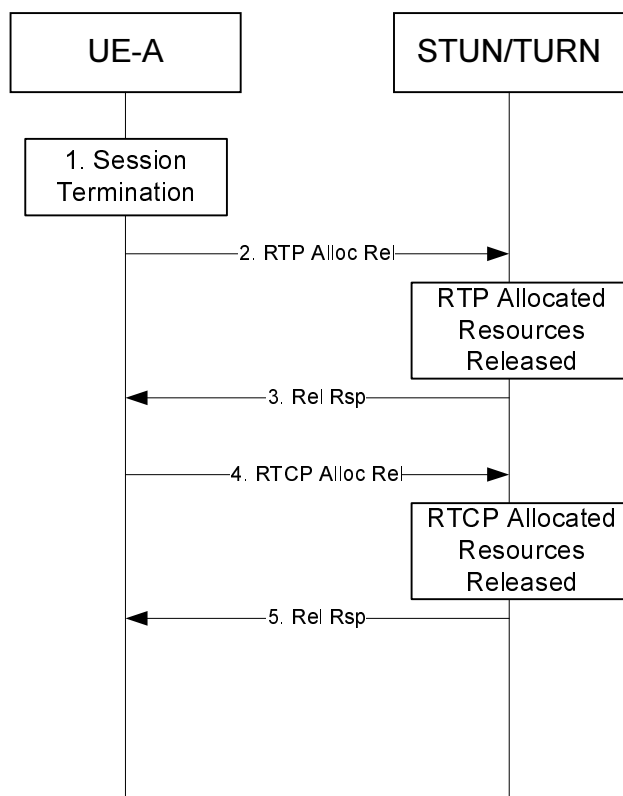 UE-A
STUN/TURN
1. Session
Termination
2. RTP Alloc Rel
RTP Allocated
Resources
Released
3. Rel Rsp
4. RTCP Alloc Rel
RTCP Allocated
Resources
Released
5. Rel Rsp